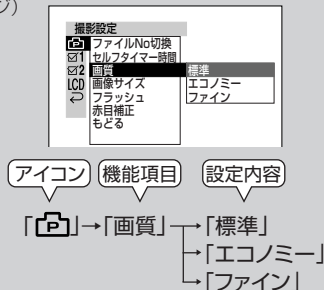 ジ)
撮影設定
P ファイルNo切換
☑1 セルフタイマー時間
☑2 画質 標準
LCD 画像サイズ エコノミー
フラッシュ ファイン
赤目補正
もどる
アイコン 機能項目 設定内容
「P」→「画質」→「標準」
→「エコノミー」
→「ファイン」